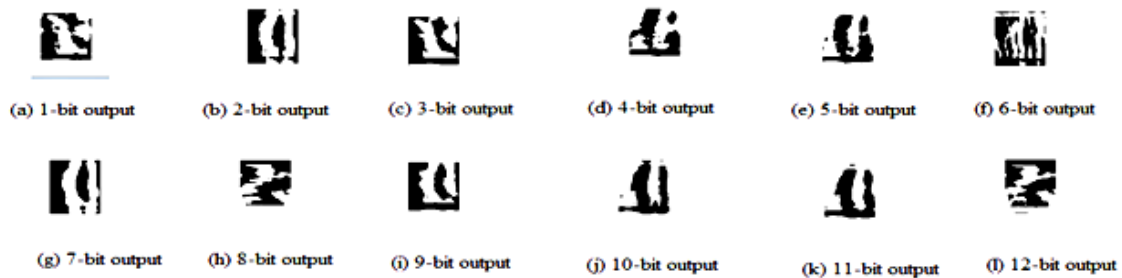 (a) 1-bit output
(b) 2-bit output
(c) 3-bit output
(d) 4-bit output
(e) 5-bit output
(f) 6-bit output
(g) 7-bit output
(h) 8-bit output
(i) 9-bit output
(j) 10-bit output
(k) 11-bit output
(l) 12-bit output